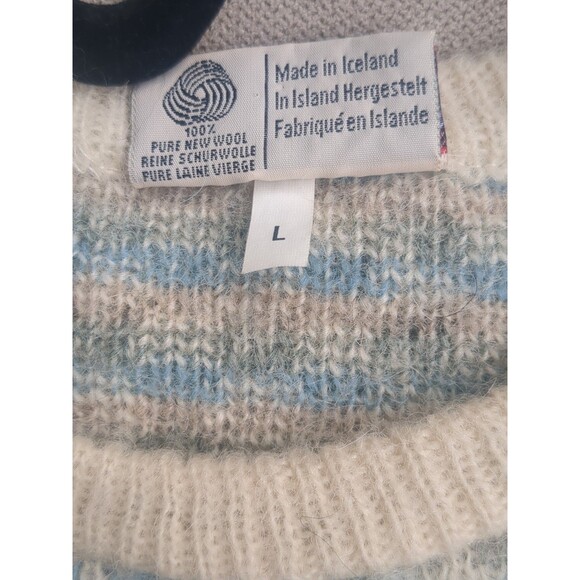 100%
PURE NEW WOOL
REINE SCHURWOLLE
PURE LAINE VIERGE
Made in Iceland
In Island Hergestelt
Fabriqué en Islande
L